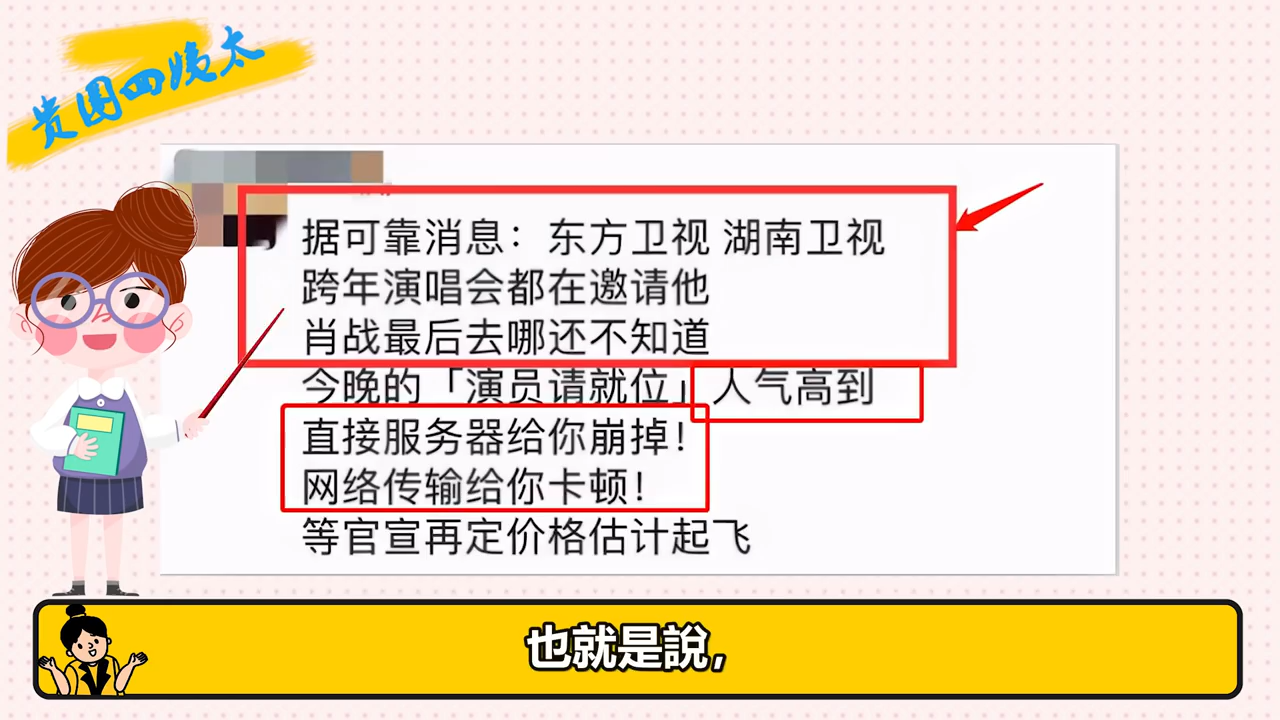 贵圈四姨太
据可靠消息：东方卫视 湖南卫视
跨年演唱会都在邀请他
肖战最后去哪还不知道
今晚的「演员请就位」人气高到
直接服务器给你崩掉！
网络传输给你卡顿！
等官宣再定价格估计起飞
也就是說，